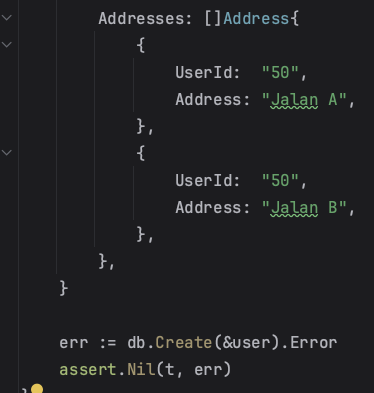 Addresses: []Address{
{
UserId:  "50",
Address: "Jalan A",
},
{
UserId:  "50",
Address: "Jalan B",
},
},
}
err := db.Create(&user).Error
assert.Nil(t, err)
}